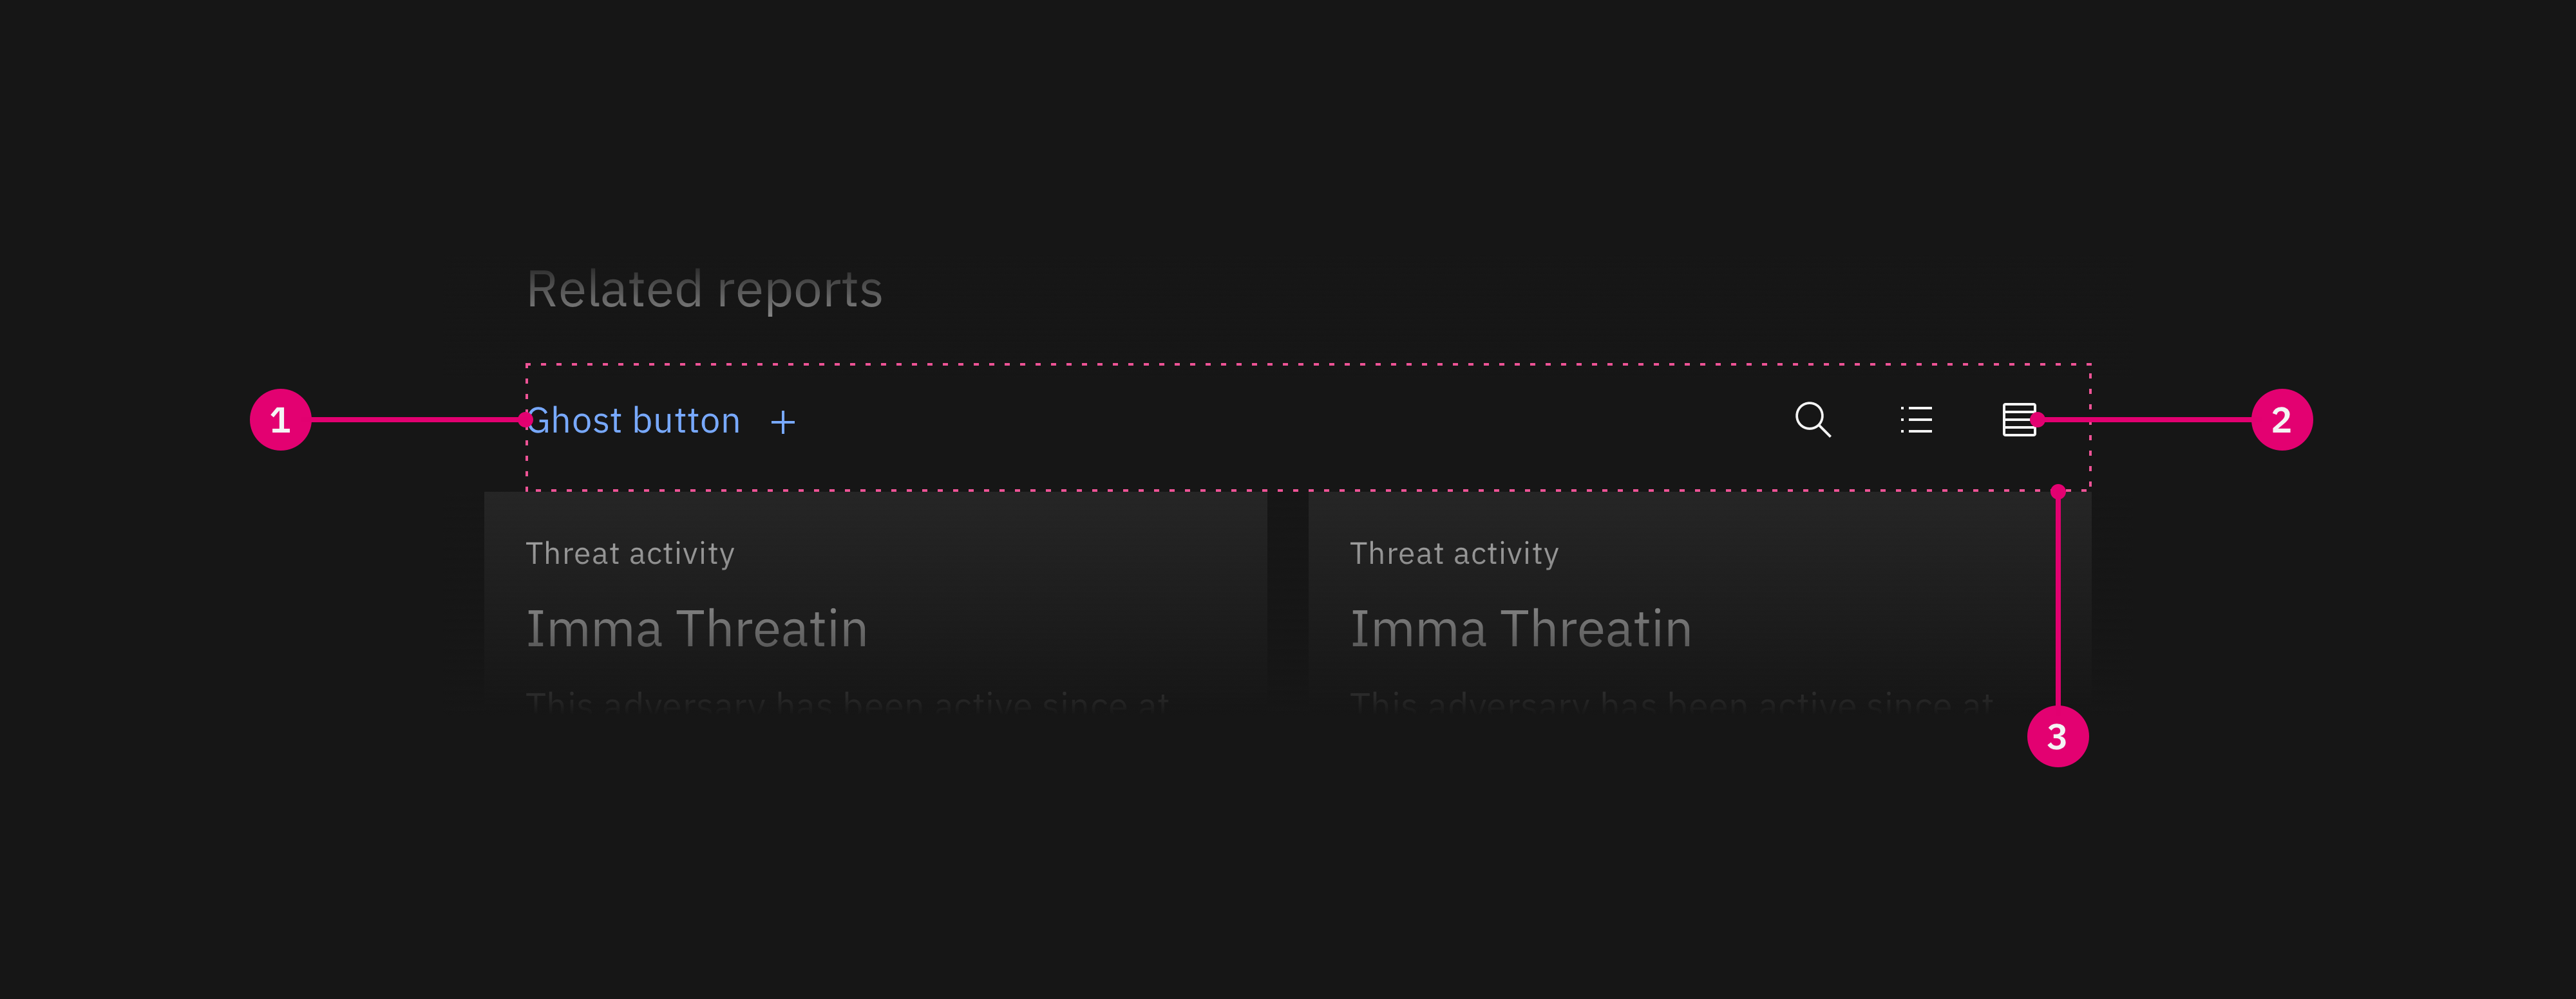 Related reports
1 Ghost button + 2
Threat activity Threat activity
Imma Threatin Imma Threatin
This adversary has been active since at This adversary has been active since at
3